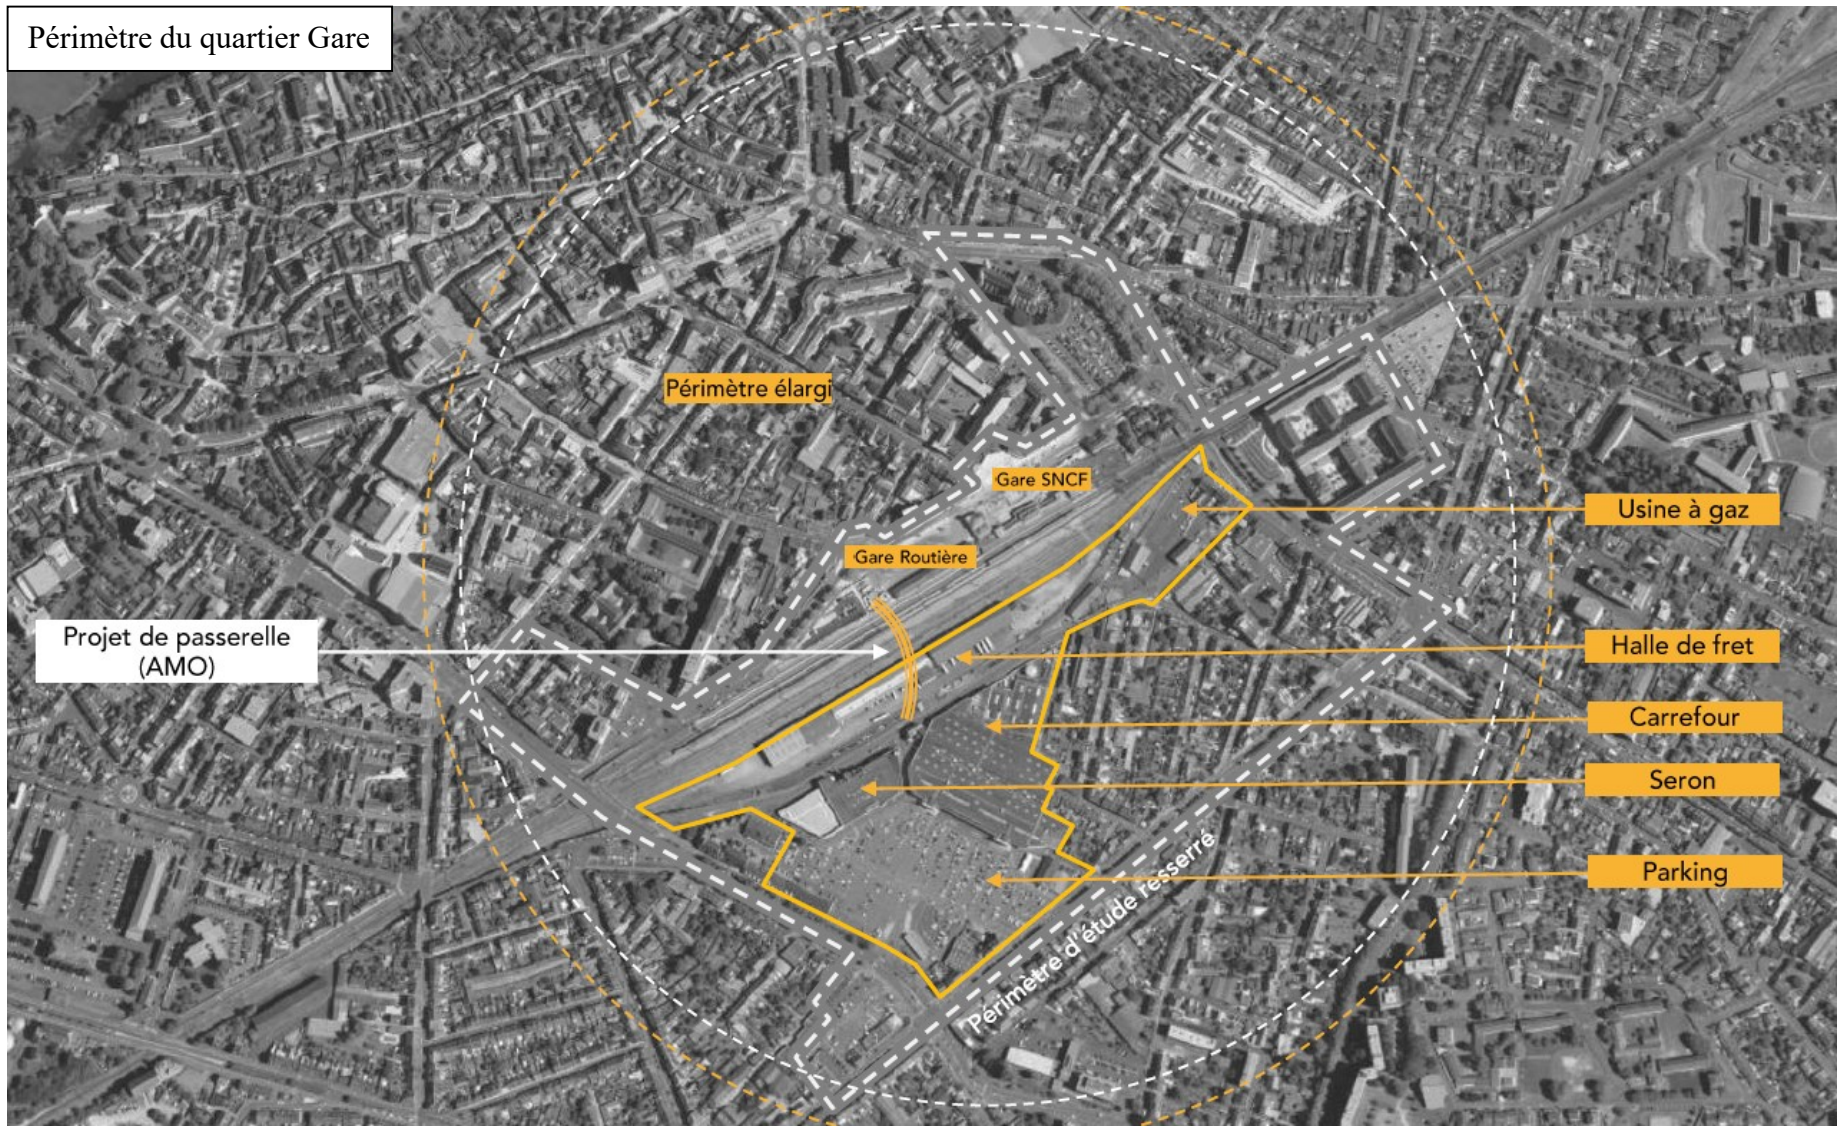 Périmètre du quartier Gare
Périmètre élargi
Gare SNCF
Usine à gaz
Gare Routière
Projet de passerelle
(AMO)
Halle de fret
Carrefour
Seron
Parking
Périmètre d'étude resserré